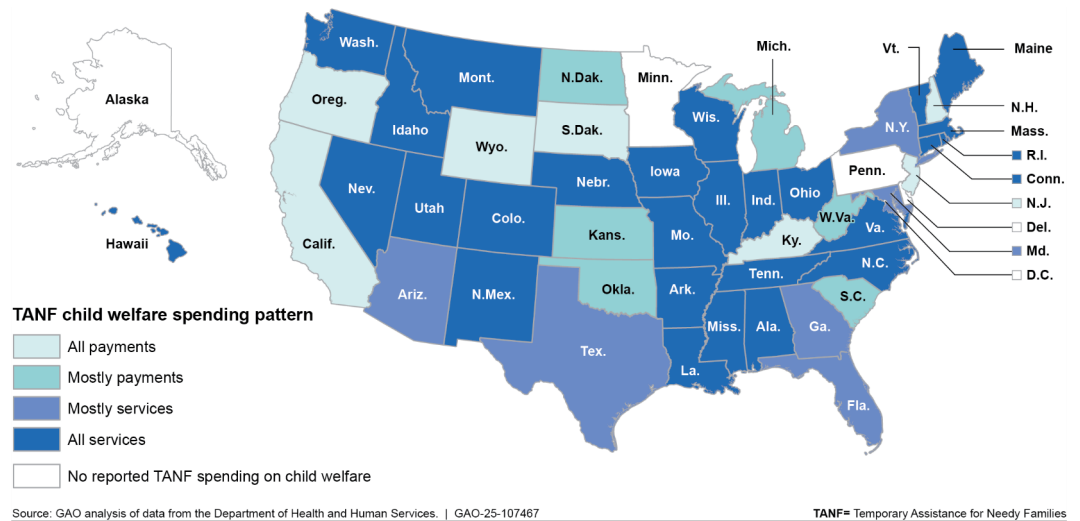 Wash.
Mont.
N.Dak.
Minn.
Mich.
Vt.
Maine
Alaska
Oreg.
Idaho
Wyo.
S.Dak.
Wis.
N.Y.
N.H.
Mass.
R.I.
Conn.
N.J.
Del.
Md.
D.C.
Nev.
Utah
Colo.
Nebr.
Iowa
Ill.
Ind.
Ohio
Penn.
W.Va.
Va.
Hawaii
Calif.
Kans.
Mo.
Ky.
N.C.
Tenn.
Ariz.
N.Mex.
Okla.
Ark.
S.C.
Miss.
Ala.
Ga.
Tex.
La.
Fla.
TANF child welfare spending pattern
All payments
Mostly payments
Mostly services
All services
No reported TANF spending on child welfare
Source: GAO analysis of data from the Department of Health and Human Services. | GAO-25-107467
TANF= Temporary Assistance for Needy Families